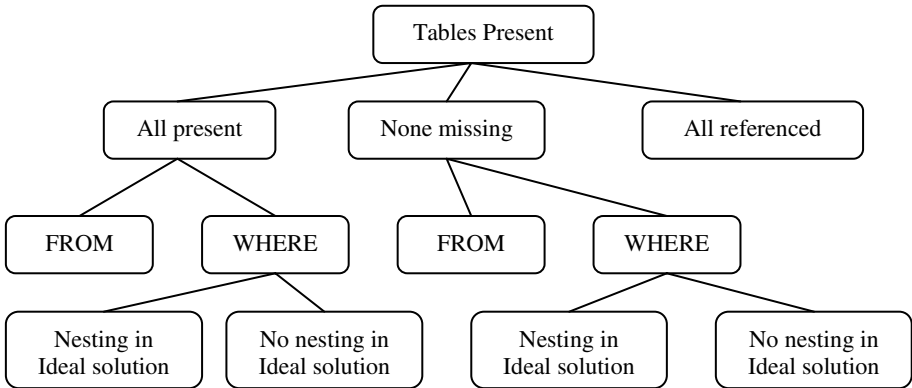 Tables Present
All present
None missing
All referenced
FROM
WHERE
FROM
WHERE
Nesting in
Ideal solution
No nesting in
Ideal solution
Nesting in
Ideal solution
No nesting in
Ideal solution